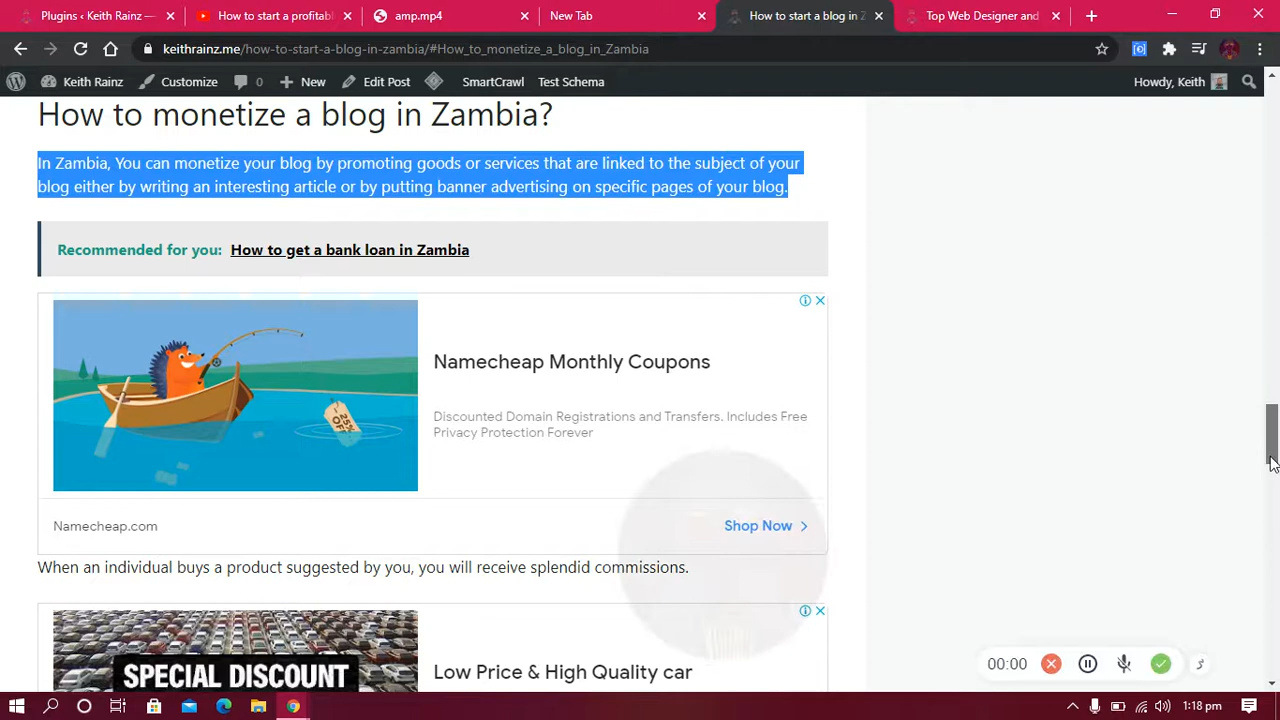 Plugins ‹ Keith Rainz —
How to start a profitabl
amp.mp4
New Tab
How to start a blog in Z
Top Web Designer and
keithrainz.me/how-to-start-a-blog-in-zambia/#How_to_monetize_a_blog_in_Zambia
Keith Rainz
Customize
0
New
Edit Post
SmartCrawl
Test Schema
Howdy, Keith
How to monetize a blog in Zambia?
In Zambia, You can monetize your blog by promoting goods or services that are linked to the subject of your
blog either by writing an interesting article or by putting banner advertising on specific pages of your blog.
Recommended for you: How to get a bank loan in Zambia
25%
OFF
Namecheap Monthly Coupons
Discounted Domain Registrations and Transfers. Includes Free
Privacy Protection Forever
Namecheap.com
Shop Now
When an individual buys a product suggested by you, you will receive splendid commissions.
SPECIAL DISCOUNT
Low Price & High Quality car
00:00
1:18 pm